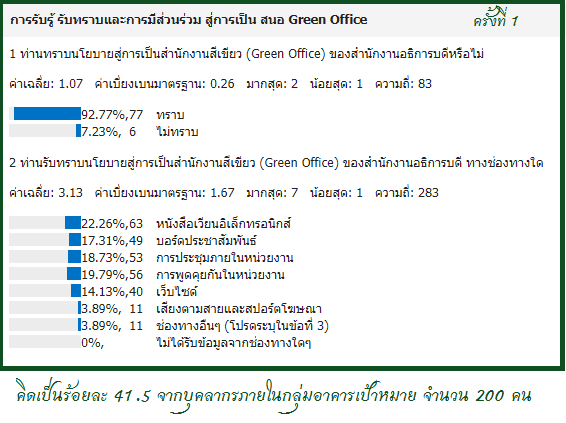 การรับรู้ รับทราบและการมีส่วนร่วม สู่การเป็น สนอ Green Office ครั้งที่ 1
1 ท่านทราบนโยบายสู่การเป็นสำนักงานสีเขียว (Green Office) ของสำนักงานอธิการบดีหรือไม่
ค่าเฉลี่ย: 1.07 ค่าเบี่ยงเบนมาตรฐาน: 0.26 มากสุด: 2 น้อยสุด: 1 ความถี่: 83
92.77%,77 ทราบ
7.23%, 6 ไม่ทราบ
2 ท่านรับทราบนโยบายสู่การเป็นสำนักงานสีเขียว (Green Office) ของสำนักงานอธิการบดี ทางช่องทางใด
ค่าเฉลี่ย: 3.13 ค่าเบี่ยงเบนมาตรฐาน: 1.67 มากสุด: 7 น้อยสุด: 1 ความถี่: 283
22.26%,63 หนังสือเวียนอิเล็กทรอนิกส์
17.31%,49 บอร์ดประชาสัมพันธ์
18.73%,53 การประชุมภายในหน่วยงาน
19.79%,56 การพูดคุยกันในหน่วยงาน
14.13%,40 เว็บไซต์
3.89%, 11 เสียงตามสายและสปอร์ตโฆษณา
3.89%, 11 ช่องทางอื่นๆ (โปรดระบุในข้อที่ 3)
0%, ไม่ได้รับข้อมูลจากช่องทางใดๆ
คิดเป็นร้อยละ 41.5 จากบุคลากรภายในกลุ่มอาคารเป้าหมาย จำนวน 200 คน